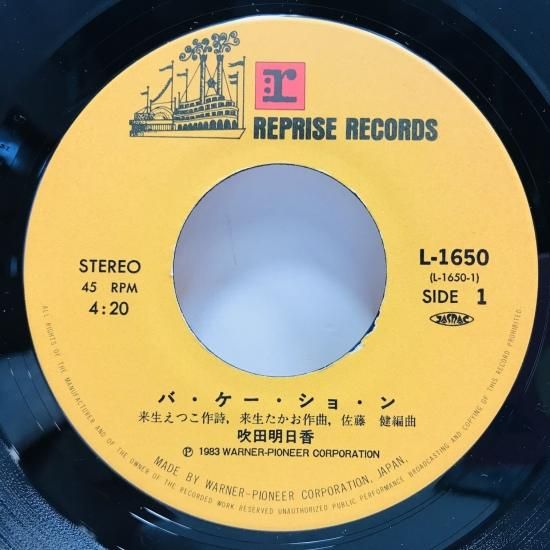 r
REPRISE RECORDS
STEREO
45 RPM
4:20
L-1650
(L-1650-1)
SIDE 1
JASRAC
バ・ケー・ショ・ン
来生えつこ作詩, 来生たかお作曲, 佐藤 健編曲
吹田明日香
Ⓟ 1983 WARNER-PIONEER CORPORATION
ALL RIGHTS OF THE MANUFACTURER AND OF THE OWNER OF THE RECORDED WORK RESERVED UNAUTHORIZED PUBLIC PERFORMANCE BROADCASTING AND COPYING OF THIS RECORD PROHIBITED.
MADE BY WARNER-PIONEER CORPORATION, JAPAN.